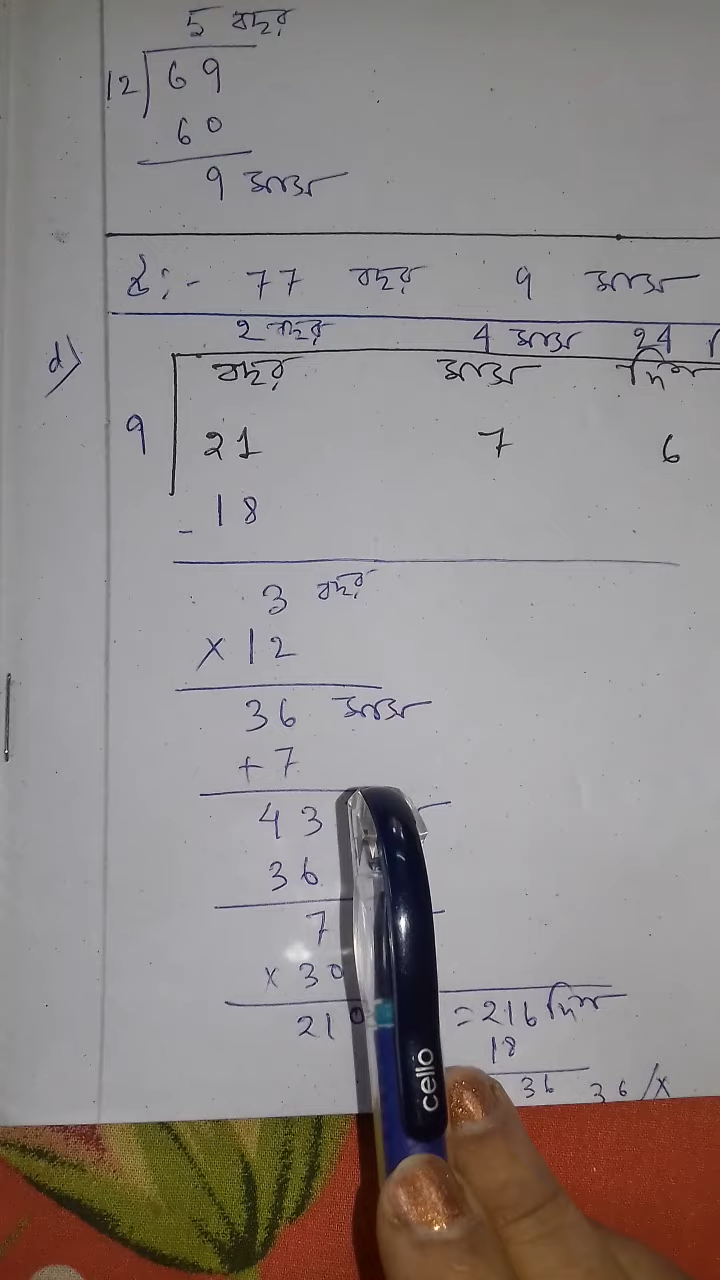 5 বছর
12 69
60
9 মাস
উ:- 77 বছর 9 মাস
2 বছর 4 মাস 24
d) বছর মাস দিন
9 21 7 6
- 18
3 বছর
× 12
36 মাস
+ 7
43
36
7
× 30
210 = 216 দিন
18
36 36/×
cello